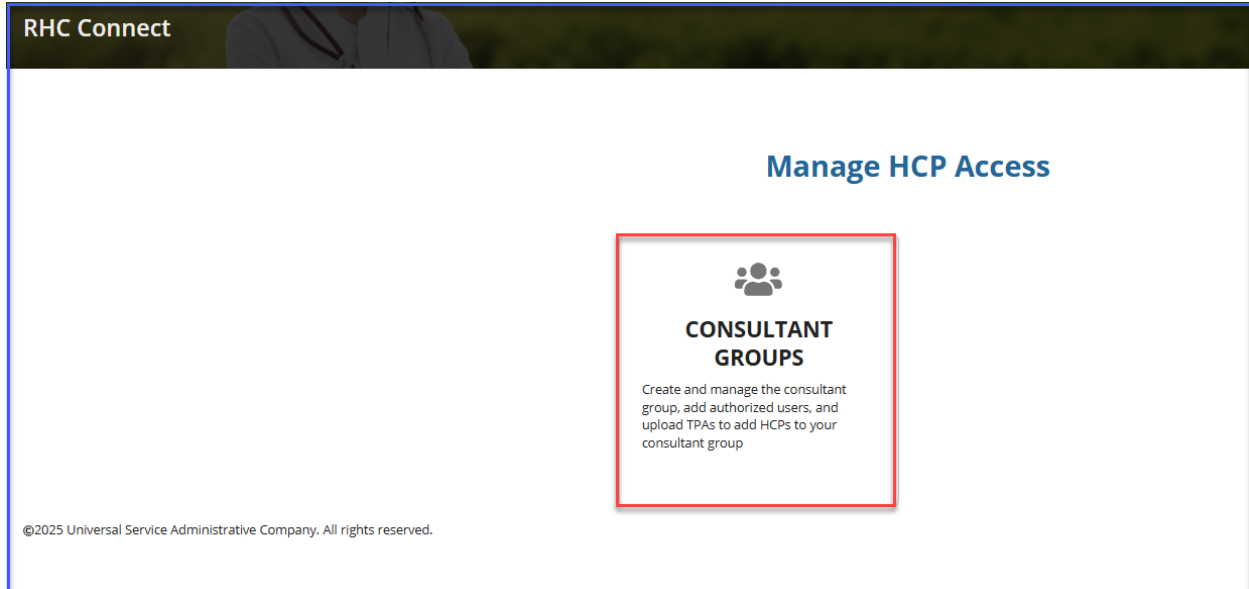 RHC Connect
Manage HCP Access
CONSULTANT
GROUPS
Create and manage the consultant
group, add authorized users, and
upload TPAs to add HCPs to your
consultant group
©2025 Universal Service Administrative Company. All rights reserved.